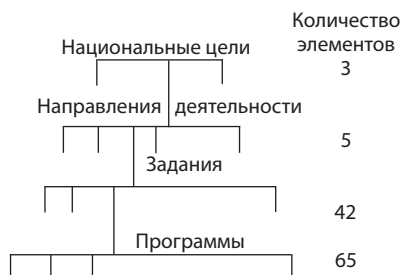 Количество
элементов
Национальные цели
3
Направления деятельности
5
Задания
42
Программы
65